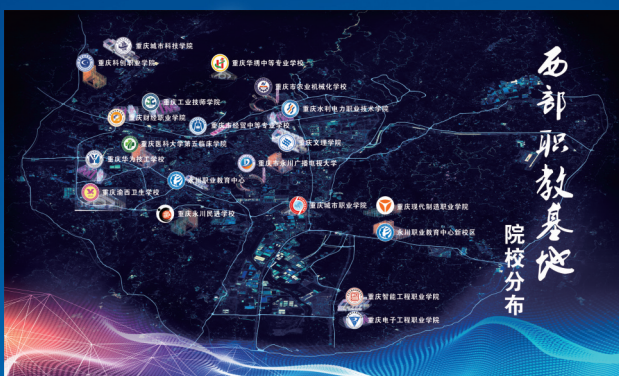 西部职教基地
院校分布
重庆城市科技学院
重庆科创职业学院
重庆华绣中等专业学校
重庆市农业机械化学校
重庆工业技师学院
重庆水利电力职业技术学院
重庆财经职业学院
重庆市经贸中等专业学校
重庆医科大学第五临床学院
重庆文理学院
重庆华为技工学校
重庆市永川广播电视大学
永川职业教育中心
重庆渝西卫生学校
重庆永川民进学校
重庆城市职业学院
重庆现代制造职业学院
永川职业教育中心新校区
重庆智能工程职业学院
重庆电子工程职业学院